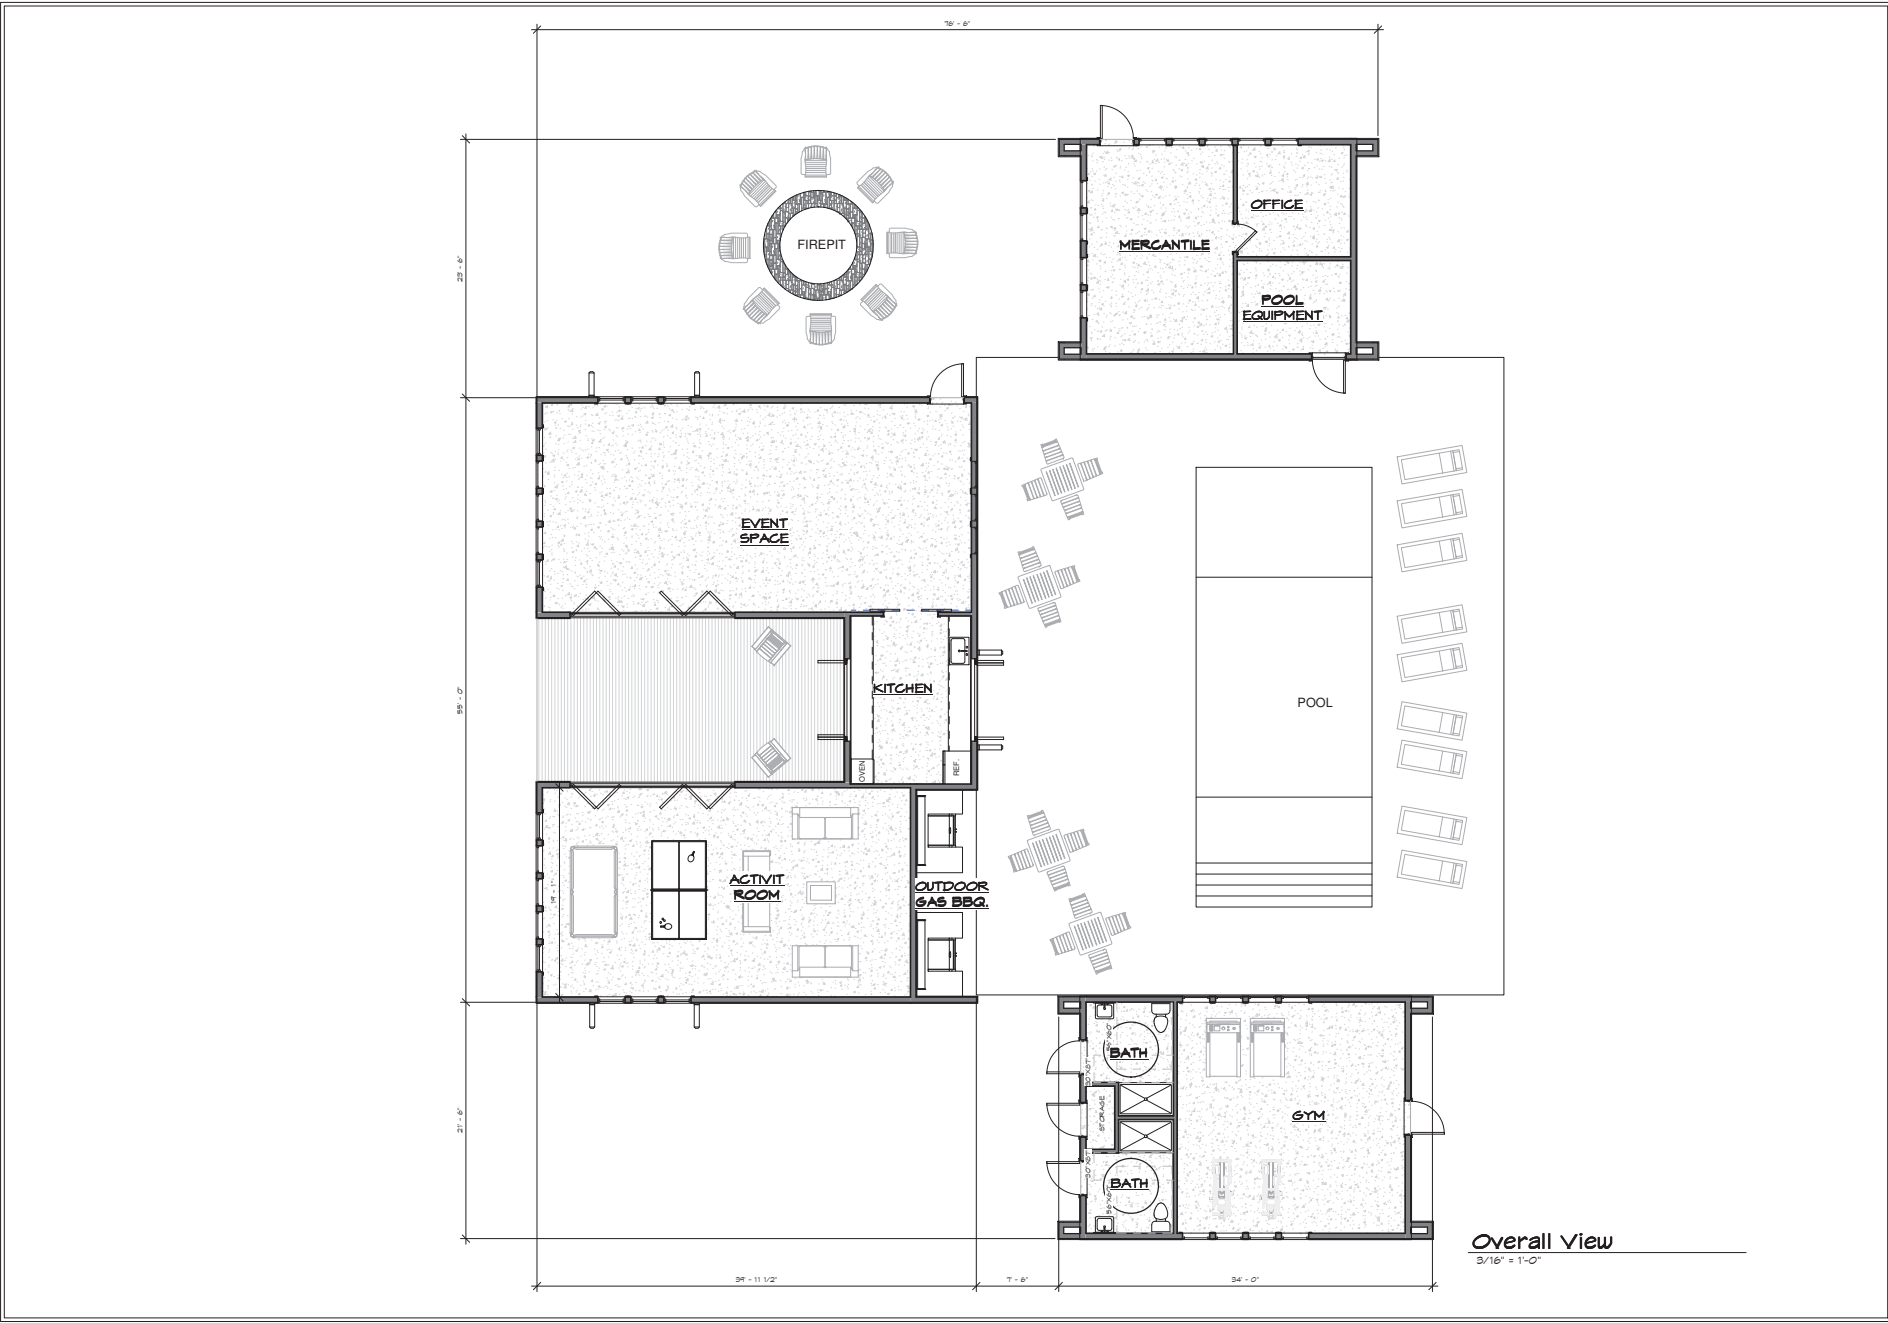 76' - 6"
FIREPIT
OFFICE
MERCANTILE
POOL
EQUIPMENT
23' - 6"
EVENT
SPACE
KITCHEN
POOL
55' - 0"
OVEN
REF.
ACTIVIT
ROOM
19' - 1"
OUTDOOR
GAS BBQ.
BATH
STORAGE
GYM
21' - 6"
BATH
Overall View
3/16" = 1'-0"
39' - 11 1/2"
7' - 6"
34' - 0"